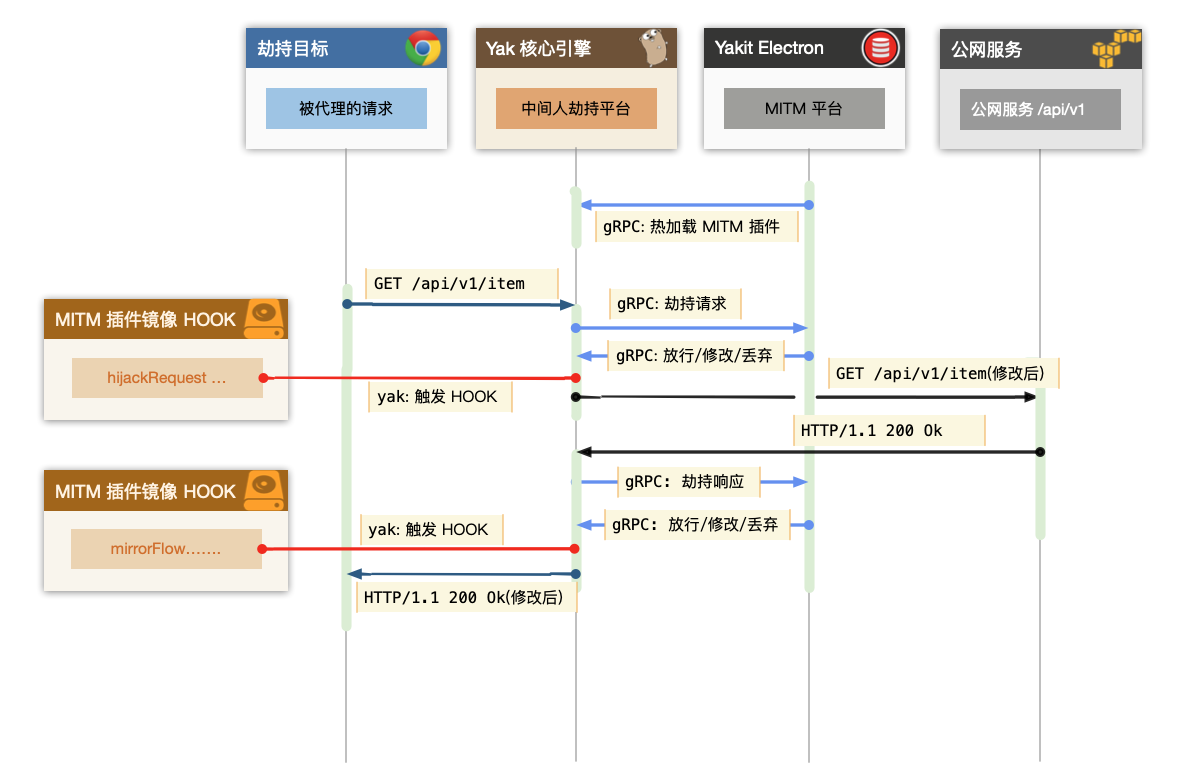 劫持目标
被代理的请求
Yak 核心引擎
中间人劫持平台
Yakit Electron
MITM 平台
公网服务
公网服务 /api/v1
gRPC: 热加载 MITM 插件
GET /api/v1/item
gRPC: 劫持请求
MITM 插件镜像 HOOK
hijackRequest …
gRPC: 放行/修改/丢弃
yak: 触发 HOOK
GET /api/v1/item(修改后)
HTTP/1.1 200 Ok
gRPC: 劫持响应
MITM 插件镜像 HOOK
mirrorFlow…….
gRPC: 放行/修改/丢弃
yak: 触发 HOOK
HTTP/1.1 200 Ok(修改后)